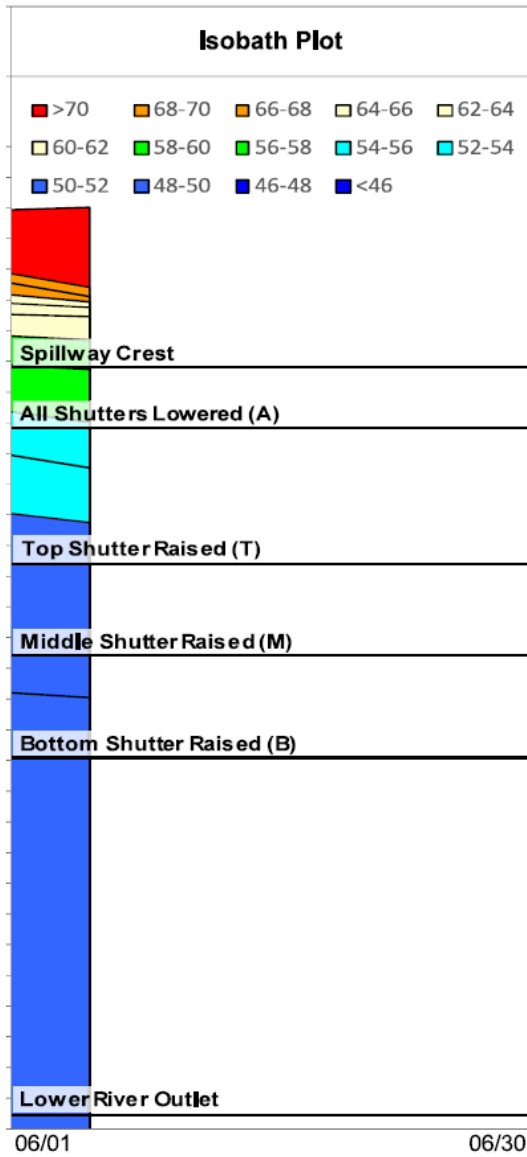 Isobath Plot
>70 68-70 66-68 64-66 62-64
60-62 58-60 56-58 54-56 52-54
50-52 48-50 46-48 <46
Spillway Crest
All Shutters Lowered (A)
Top Shutter Raised (T)
Middle Shutter Raised (M)
Bottom Shutter Raised (B)
Lower River Outlet
06/01 06/30